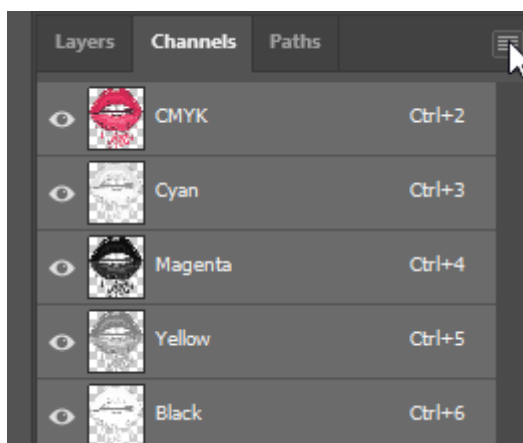 Layers Channels Paths
CMYK Ctrl+2
Cyan Ctrl+3
Magenta Ctrl+4
Yellow Ctrl+5
Black Ctrl+6